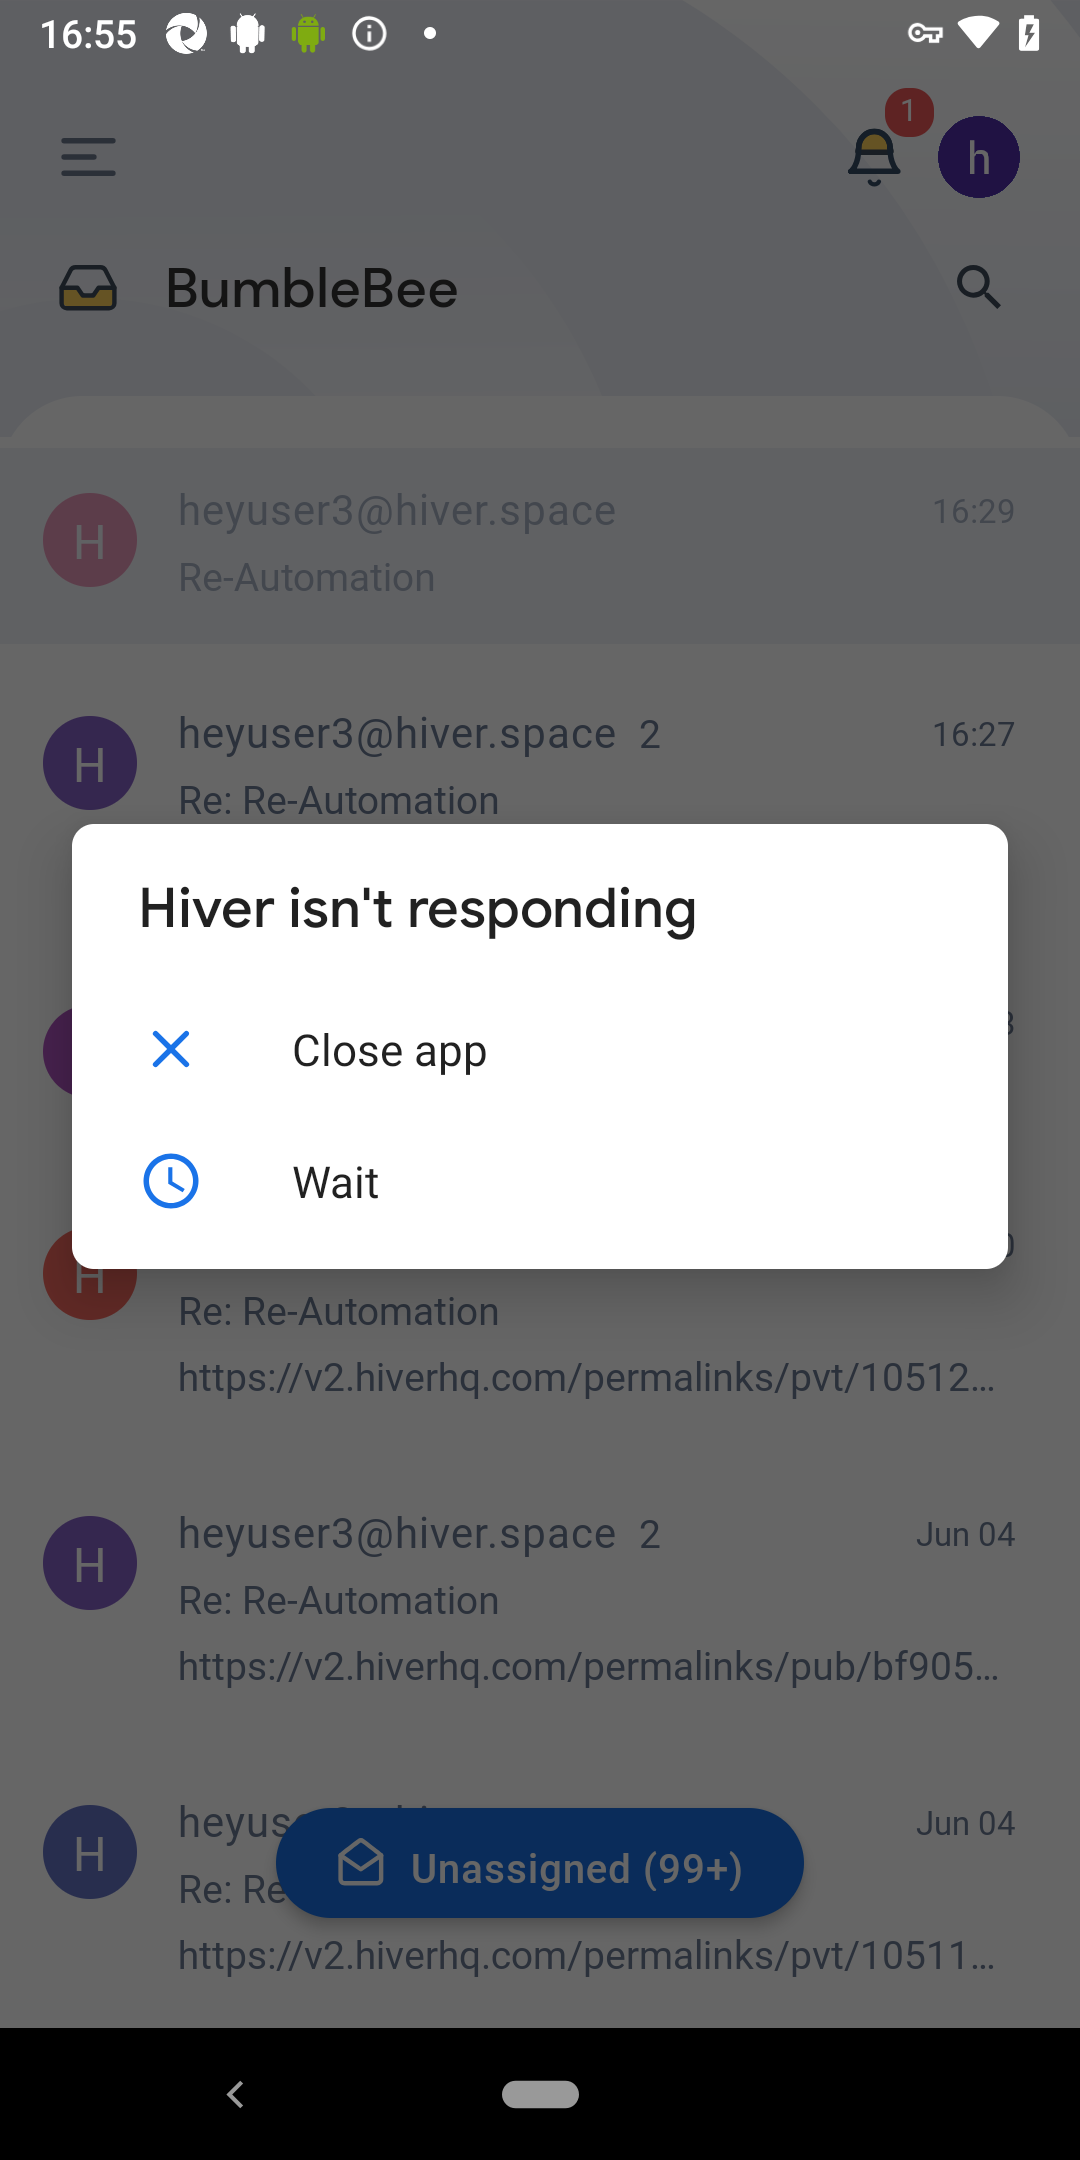 16:55
1
h
BumbleBee
H
heyuser3@hiver.space
16:29
Re-Automation
H
heyuser3@hiver.space 2
16:27
Re: Re-Automation
Hiver isn't responding
Close app
Wait
H
Re: Re-Automation
https://v2.hiverhq.com/permalinks/pvt/10512...
H
heyuser3@hiver.space 2
Jun 04
Re: Re-Automation
https://v2.hiverhq.com/permalinks/pub/bf905...
H
Jun 04
Unassigned (99+)
Re: Re
https://v2.hiverhq.com/permalinks/pvt/10511...